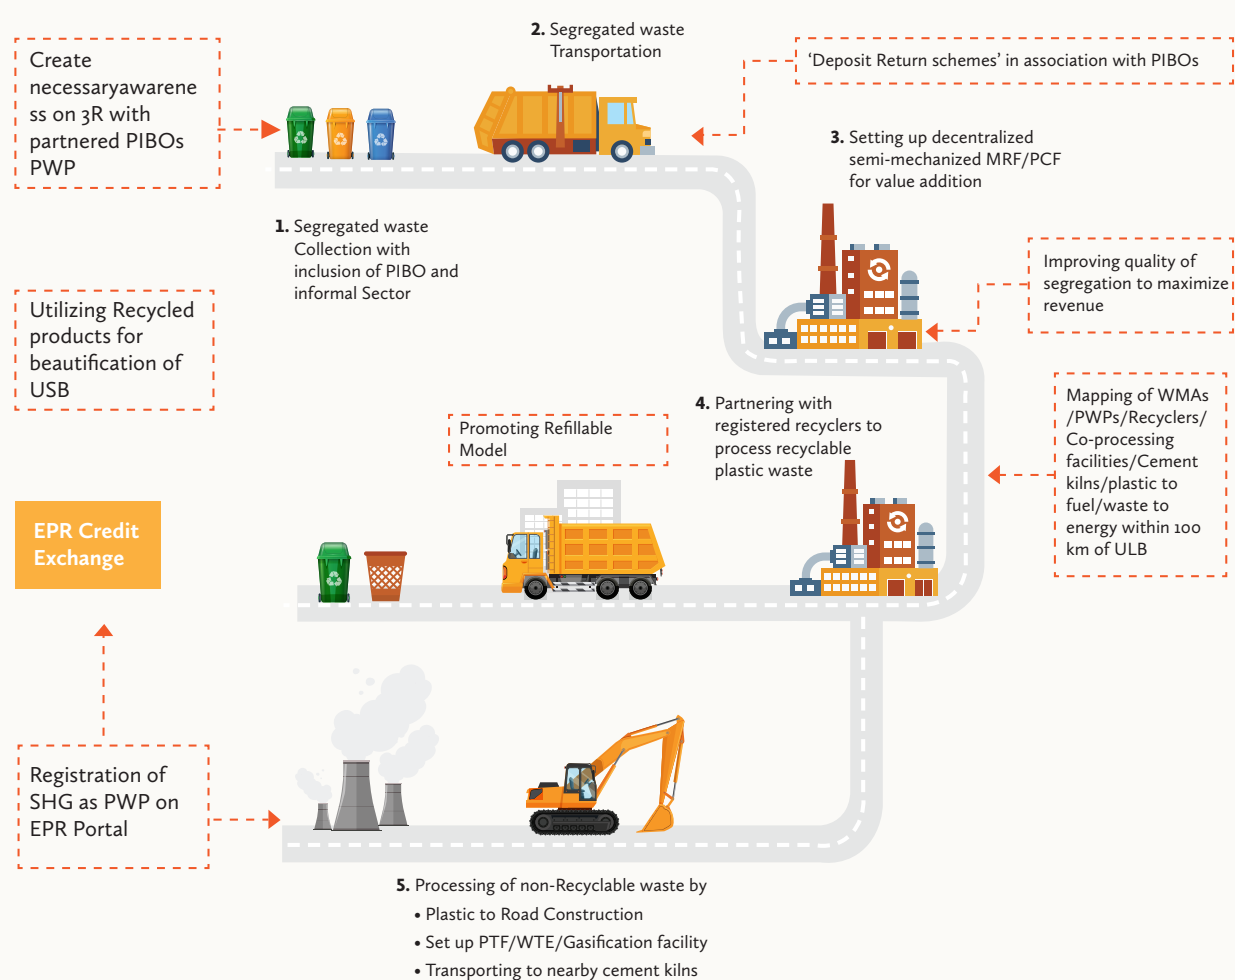 Create
necessaryawarene
ss on 3R with
partnered PIBOs
PWP
2. Segregated waste
Transportation
'Deposit Return schemes' in association with PIBOs
3. Setting up decentralized
semi-mechanized MRF/PCF
for value addition
1. Segregated waste
Collection with
inclusion of PIBO and
informal Sector
Improving quality of
segregation to maximize
revenue
Utilizing Recycled
products for
beautification of
USB
4. Partnering with
registered recyclers to
process recyclable
plastic waste
Promoting Refillable
Model
Mapping of WMAs
/PWPs/Recyclers/
Co-processing
facilities/Cement
kilns/plastic to
fuel/waste to
energy within 100
km of ULB
EPR Credit
Exchange
Registration of
SHG as PWP on
EPR Portal
5. Processing of non-Recyclable waste by
• Plastic to Road Construction
• Set up PTF/WTE/Gasification facility
• Transporting to nearby cement kilns